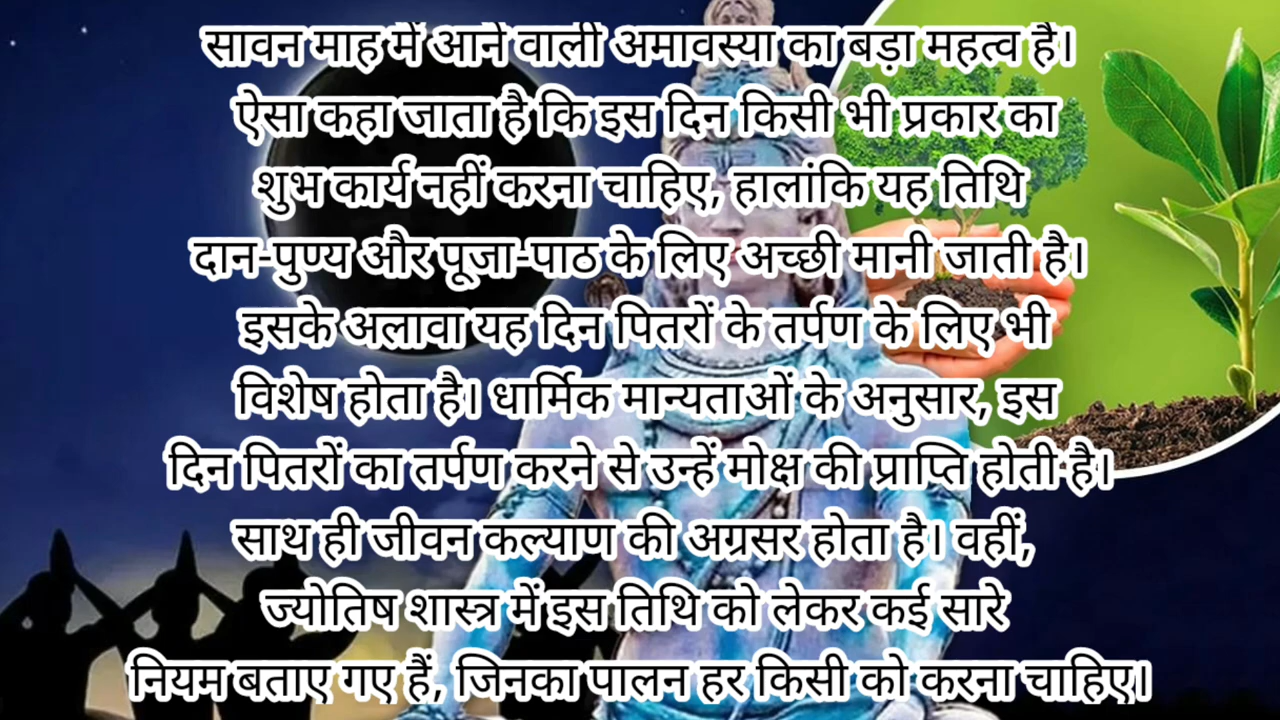 सावन माह में आने वाली अमावस्या का बड़ा महत्व है।
ऐसा कहा जाता है कि इस दिन किसी भी प्रकार का
शुभ कार्य नहीं करना चाहिए, हालांकि यह तिथि
दान-पुण्य और पूजा-पाठ के लिए अच्छी मानी जाती है।
इसके अलावा यह दिन पितरों के तर्पण के लिए भी
विशेष होता है। धार्मिक मान्यताओं के अनुसार, इस
दिन पितरों का तर्पण करने से उन्हें मोक्ष की प्राप्ति होती है।
साथ ही जीवन कल्याण की अग्रसर होता है। वहीं,
ज्योतिष शास्त्र में इस तिथि को लेकर कई सारे
नियम बताए गए हैं, जिनका पालन हर किसी को करना चाहिए।